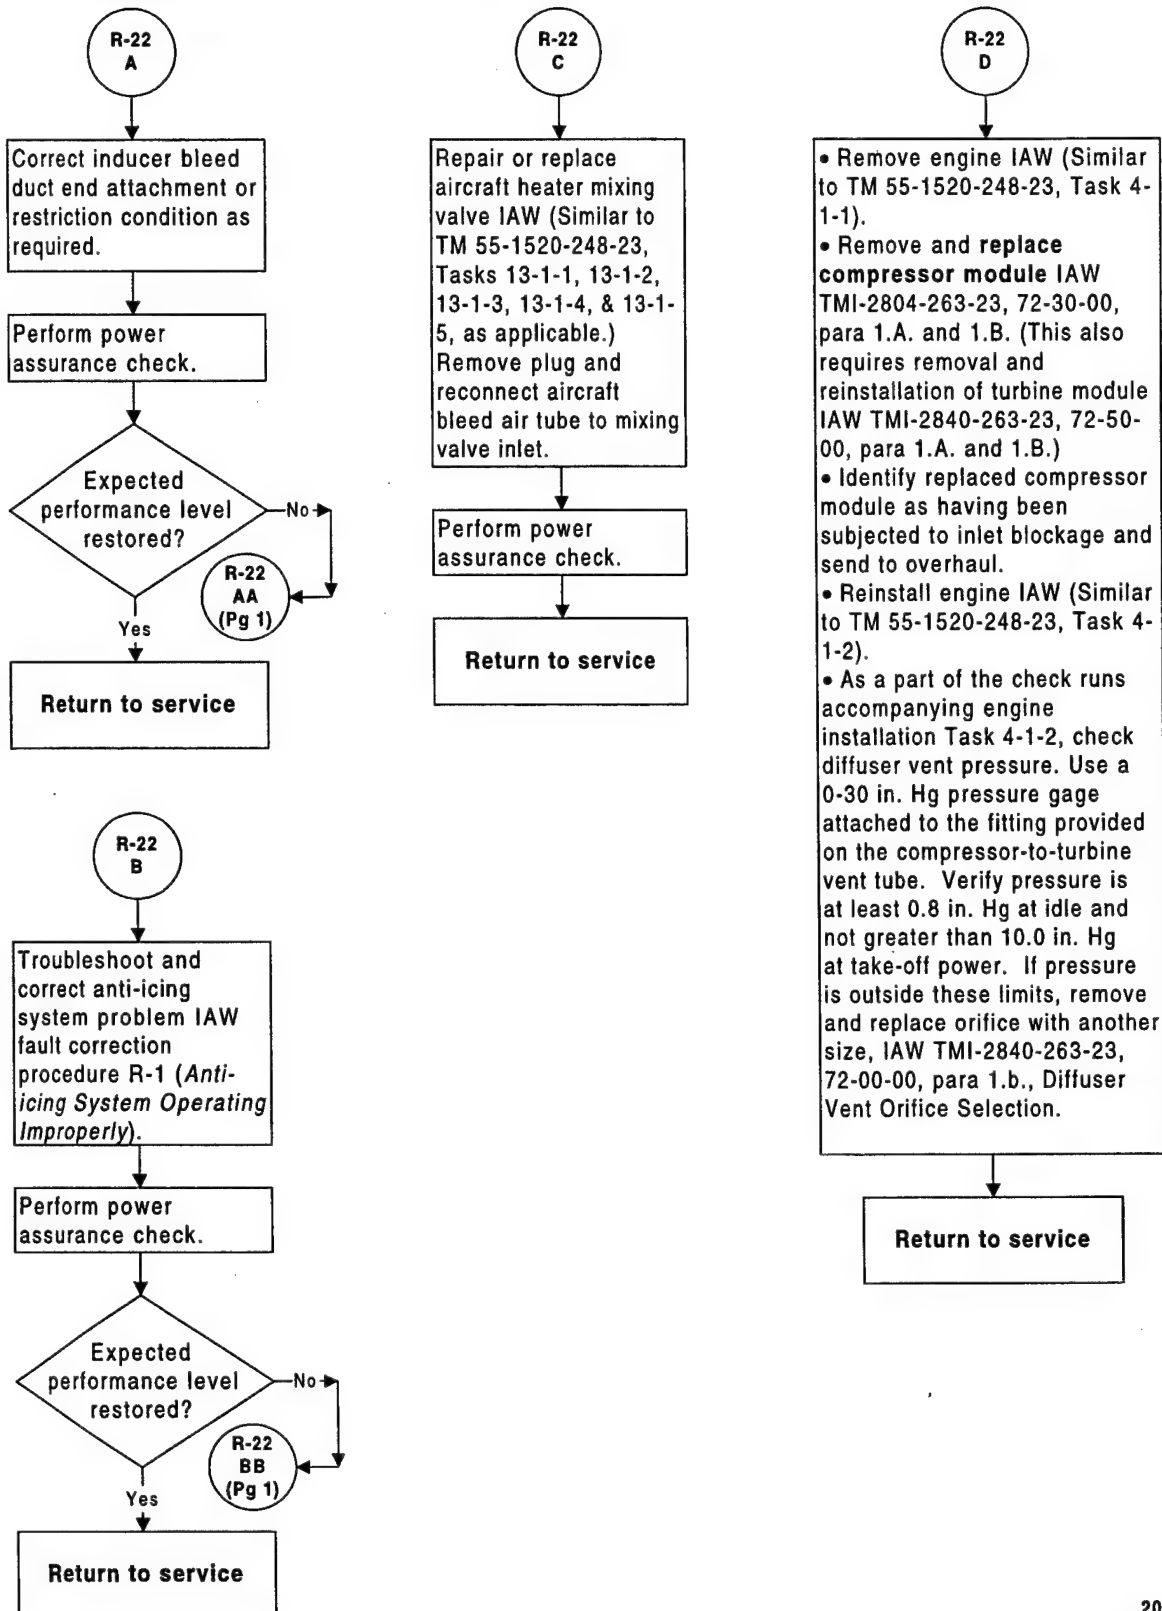 R-22
A
Correct inducer bleed
duct end attachment or
restriction condition as
required.
Perform power
assurance check.
Expected
performance level
restored?
No
R-22
AA
(Pg 1)
Yes
Return to service
R-22
B
Troubleshoot and
correct anti-icing
system problem IAW
fault correction
procedure R-1 (Anti-
icing System Operating
Improperly).
Perform power
assurance check.
Expected
performance level
restored?
No
R-22
BB
(Pg 1)
Yes
Return to service
R-22
C
Repair or replace
aircraft heater mixing
valve IAW (Similar to
TM 55-1520-248-23,
Tasks 13-1-1, 13-1-2,
13-1-3, 13-1-4, & 13-1-
5, as applicable.)
Remove plug and
reconnect aircraft
bleed air tube to mixing
valve inlet.
Perform power
assurance check.
Return to service
R-22
D
• Remove engine IAW (Similar
to TM 55-1520-248-23, Task 4-
1-1).
• Remove and replace
compressor module IAW
TMI-2804-263-23, 72-30-00,
para 1.A. and 1.B. (This also
requires removal and
reinstallation of turbine module
IAW TMI-2840-263-23, 72-50-
00, para 1.A. and 1.B.)
• Identify replaced compressor
module as having been
subjected to inlet blockage and
send to overhaul.
• Reinstall engine IAW (Similar
to TM 55-1520-248-23, Task 4-
1-2).
• As a part of the check runs
accompanying engine
installation Task 4-1-2, check
diffuser vent pressure. Use a
0-30 in. Hg pressure gage
attached to the fitting provided
on the compressor-to-turbine
vent tube. Verify pressure is
at least 0.8 in. Hg at idle and
not greater than 10.0 in. Hg
at take-off power. If pressure
is outside these limits, remove
and replace orifice with another
size, IAW TMI-2840-263-23,
72-00-00, para 1.b., Diffuser
Vent Orifice Selection.
Return to service
20